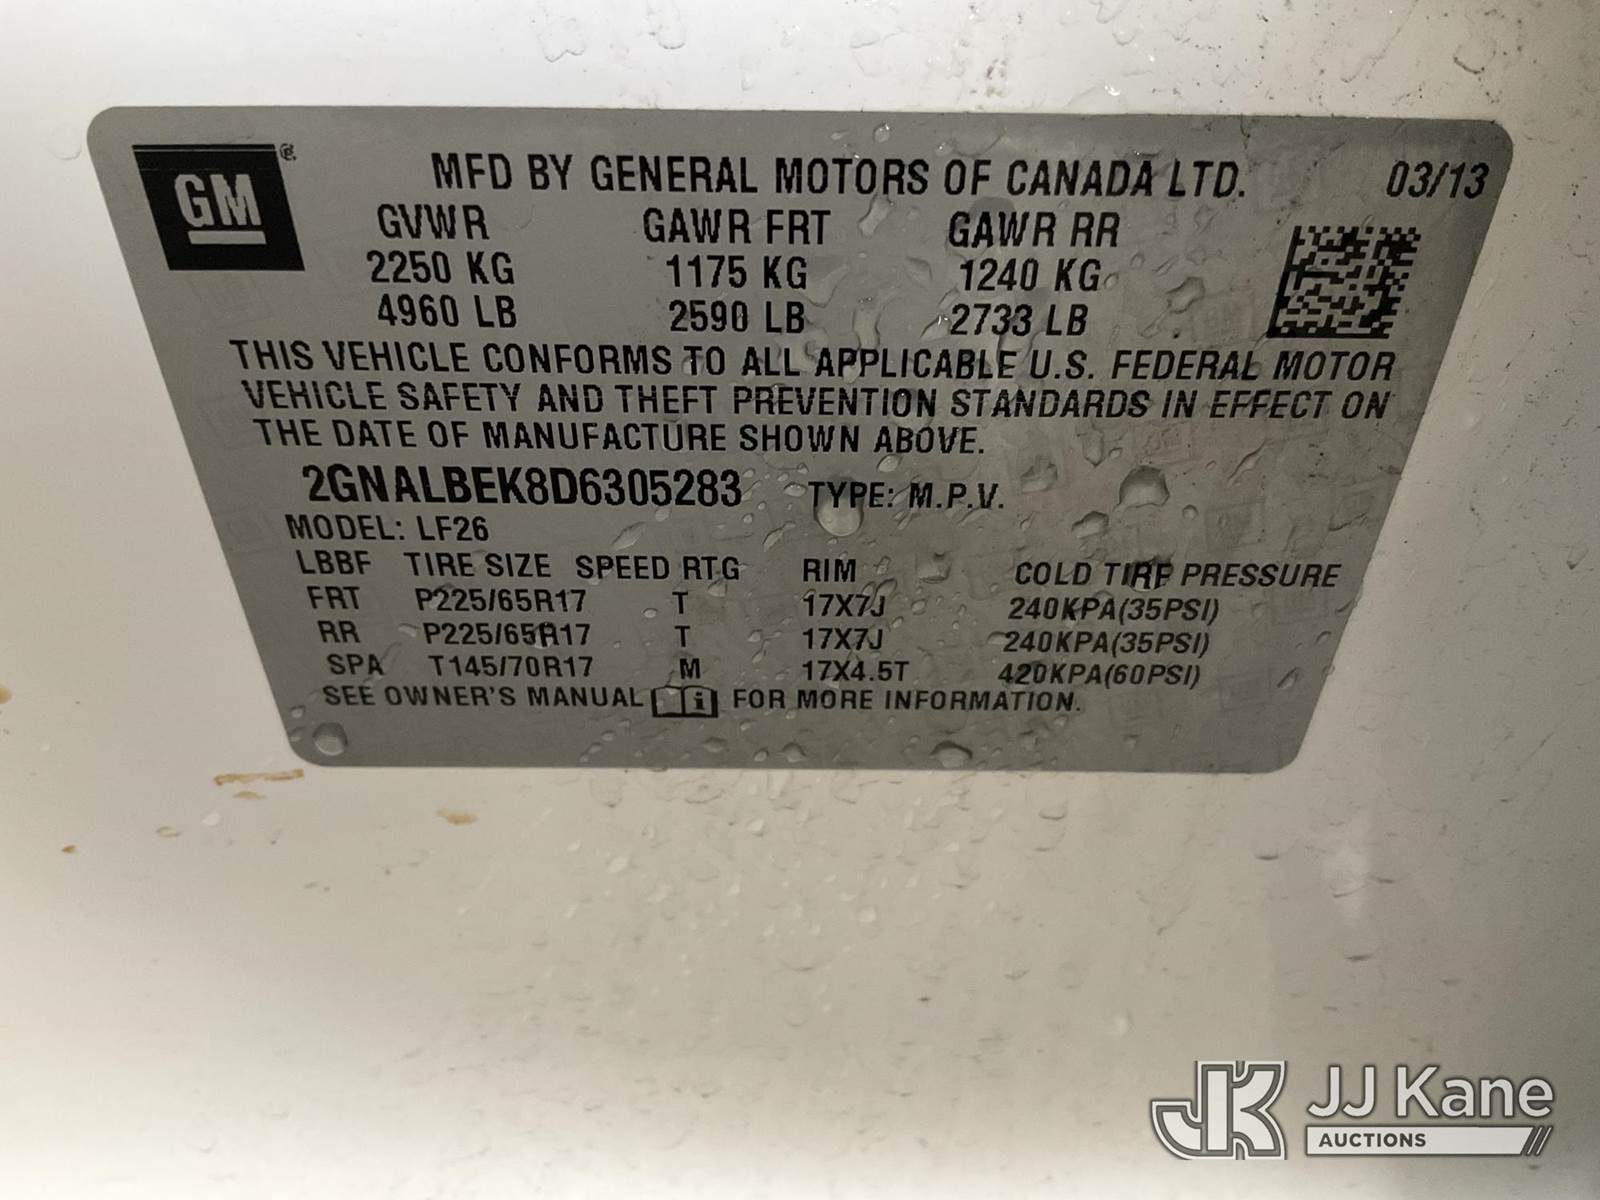 GM
MFD BY GENERAL MOTORS OF CANADA LTD. 03/13
GVWR GAWR FRT GAWR RR
2250 KG 1175 KG 1240 KG
4960 LB 2590 LB 2733 LB
THIS VEHICLE CONFORMS TO ALL APPLICABLE U.S. FEDERAL MOTOR
VEHICLE SAFETY AND THEFT PREVENTION STANDARDS IN EFFECT ON
THE DATE OF MANUFACTURE SHOWN ABOVE.
2GNALBEK8D6305283 TYPE: M.P.V.
MODEL: LF26
LBBF TIRE SIZE SPEED RTG RIM COLD TIRE PRESSURE
FRT P225/65R17 T 17X7J 240KPA(35PSI)
RR P225/65R17 T 17X7J 240KPA(35PSI)
SPA T145/70R17 M 17X4.5T 420KPA(60PSI)
SEE OWNER'S MANUAL i FOR MORE INFORMATION.
JK JJ Kane
AUCTIONS